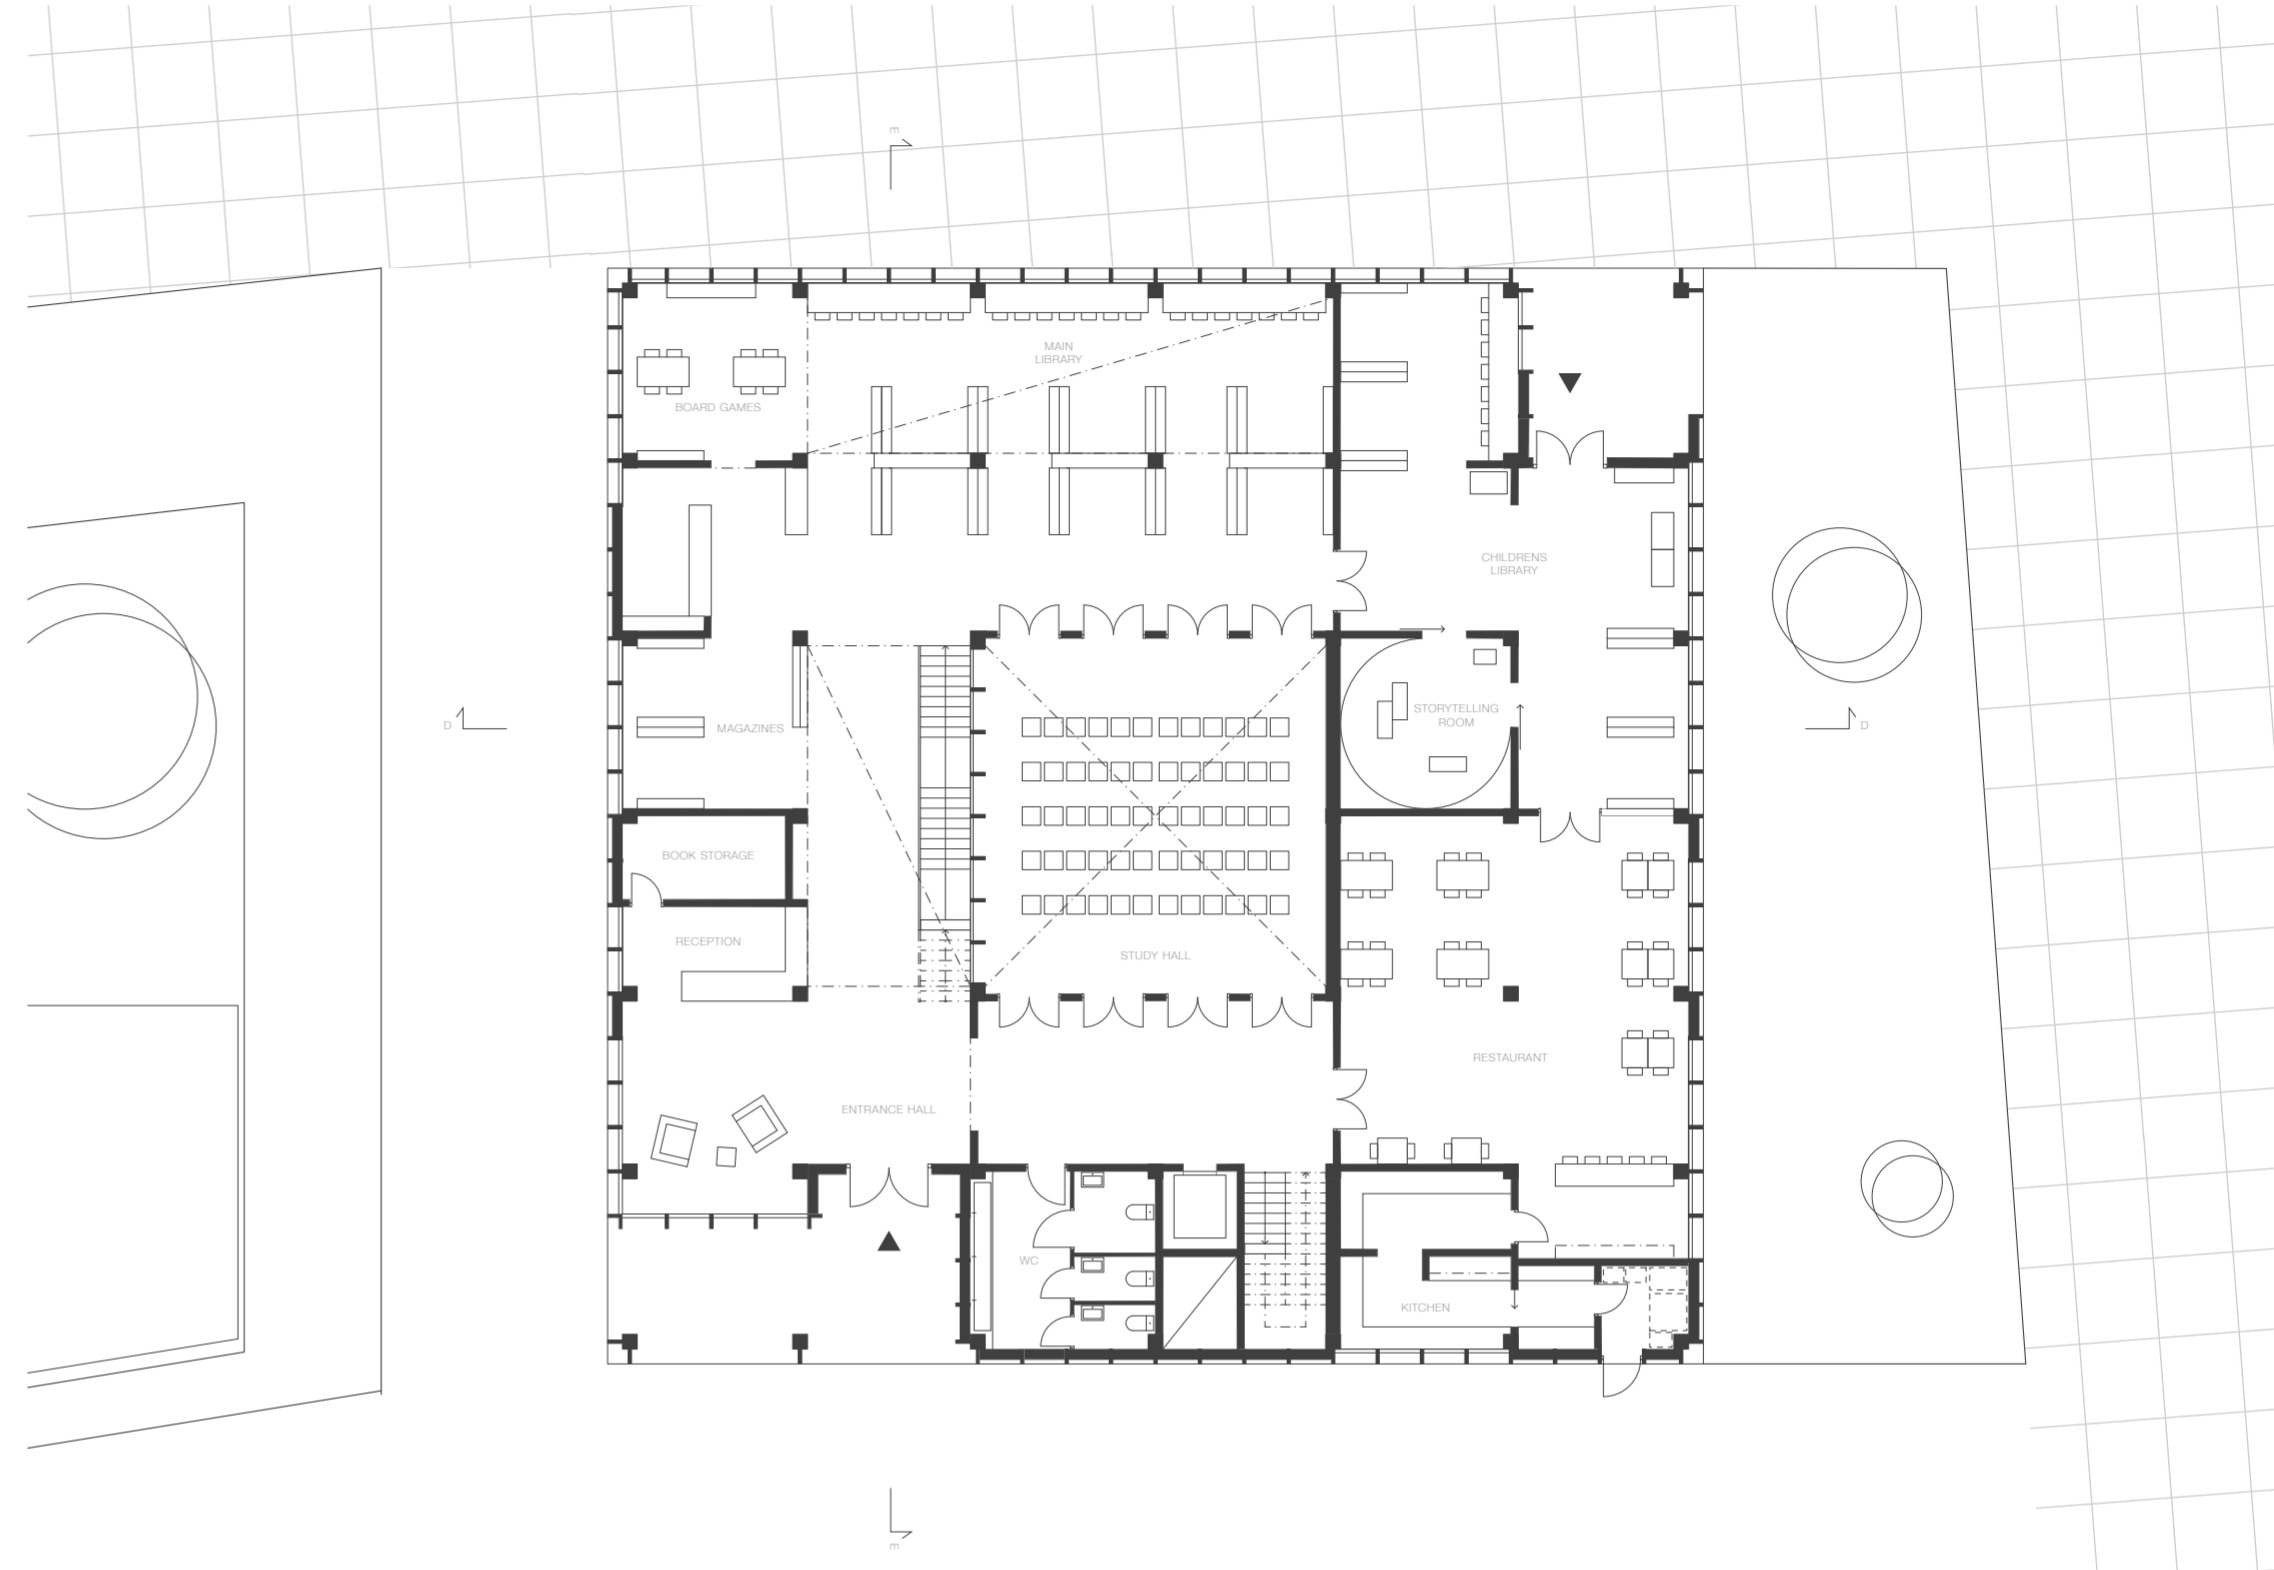 E
MAIN
LIBRARY
BOARD GAMES
CHILDRENS
LIBRARY
STORYTELLING
ROOM
D
MAGAZINES
D
BOOK STORAGE
RECEPTION
STUDY HALL
RESTAURANT
ENTRANCE HALL
WC
KITCHEN
E